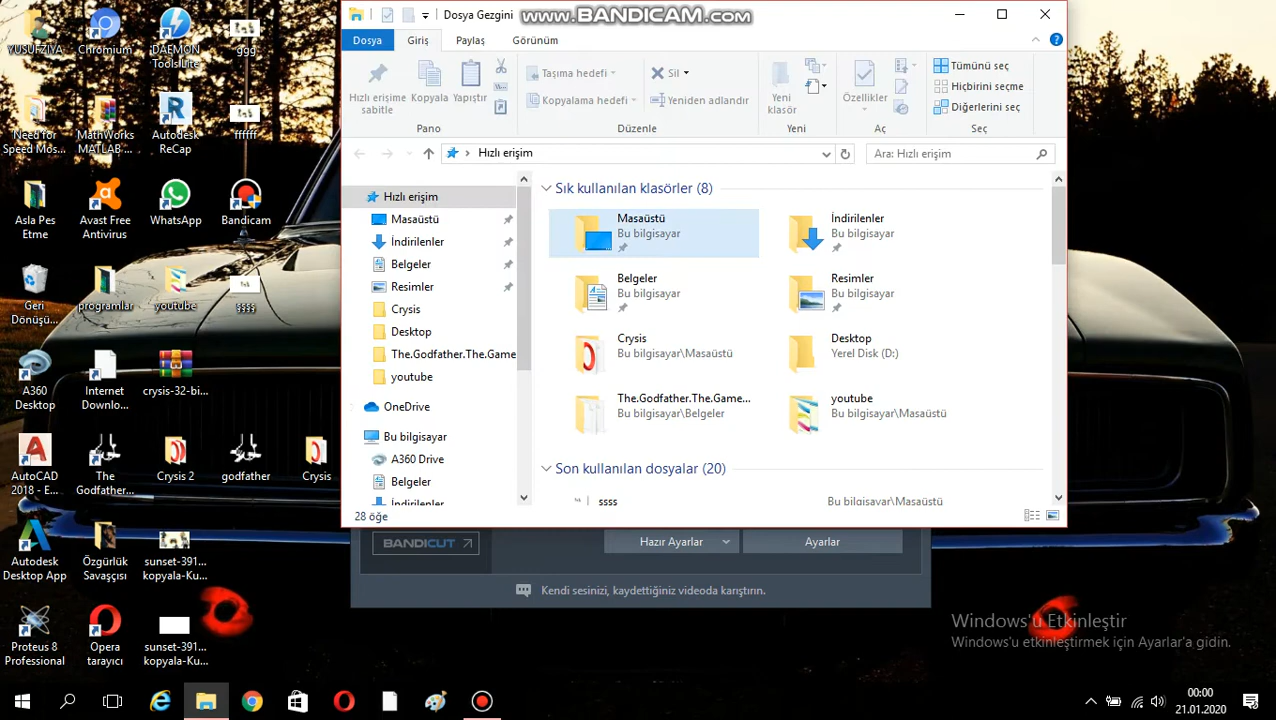 Dosya Gezgini
www.BANDICAM.com
Dosya
Giriş
Paylaş
Görünüm
Hızlı erişime sabitle
Kopyala
Yapıştır
Taşıma hedefi
Kopyalama hedefi
Sil
Yeniden adlandır
Yeni klasör
Özellikler
Tümünü seç
Hiçbirini seçme
Diğerlerini seç
Pano
Düzenle
Yeni
Aç
Seç
Hızlı erişim
Ara: Hızlı erişim
Hızlı erişim
Masaüstü
İndirilenler
Belgeler
Resimler
Crysis
Desktop
The.Godfather.The.Game
youtube
OneDrive
Bu bilgisayar
A360 Drive
Belgeler
İndirilenler
Sık kullanılan klasörler (8)
Masaüstü
Bu bilgisayar
İndirilenler
Bu bilgisayar
Belgeler
Bu bilgisayar
Resimler
Bu bilgisayar
Crysis
Bu bilgisayar\Masaüstü
Desktop
Yerel Disk (D:)
The.Godfather.The.Game...
Bu bilgisayar\Belgeler
youtube
Bu bilgisayar\Masaüstü
Son kullanılan dosyalar (20)
ssss
Bu bilgisayar\Masaüstü
28 öğe
BANDICUT
Hazır Ayarlar
Ayarlar
Kendi sesinizi, kaydettiğiniz videoda karıştırın.
YUSUFZIYA
Chromium
DAEMON Tools Lite
ggg
Need for Speed Mos...
MathWorks MATLAB ...
Autodesk ReCap
ffffff
Asla Pes Etme
Avast Free Antivirus
WhatsApp
Bandicam
Geri Dönüşü...
programlar
youtube
ssss
A360 Desktop
Internet Downlo...
crysis-32-bi...
AutoCAD 2018 - E...
The Godfather...
Crysis 2
godfather
Crysis
Autodesk Desktop App
Özgürlük Savaşçısı
sunset-391... kopyala-Ku...
Proteus 8 Professional
Opera tarayıcı
sunset-391... kopyala-Ku...
Windows'u Etkinleştir
Windows'u etkinleştirmek için Ayarlar'a gidin.
00:00
21.01.2020